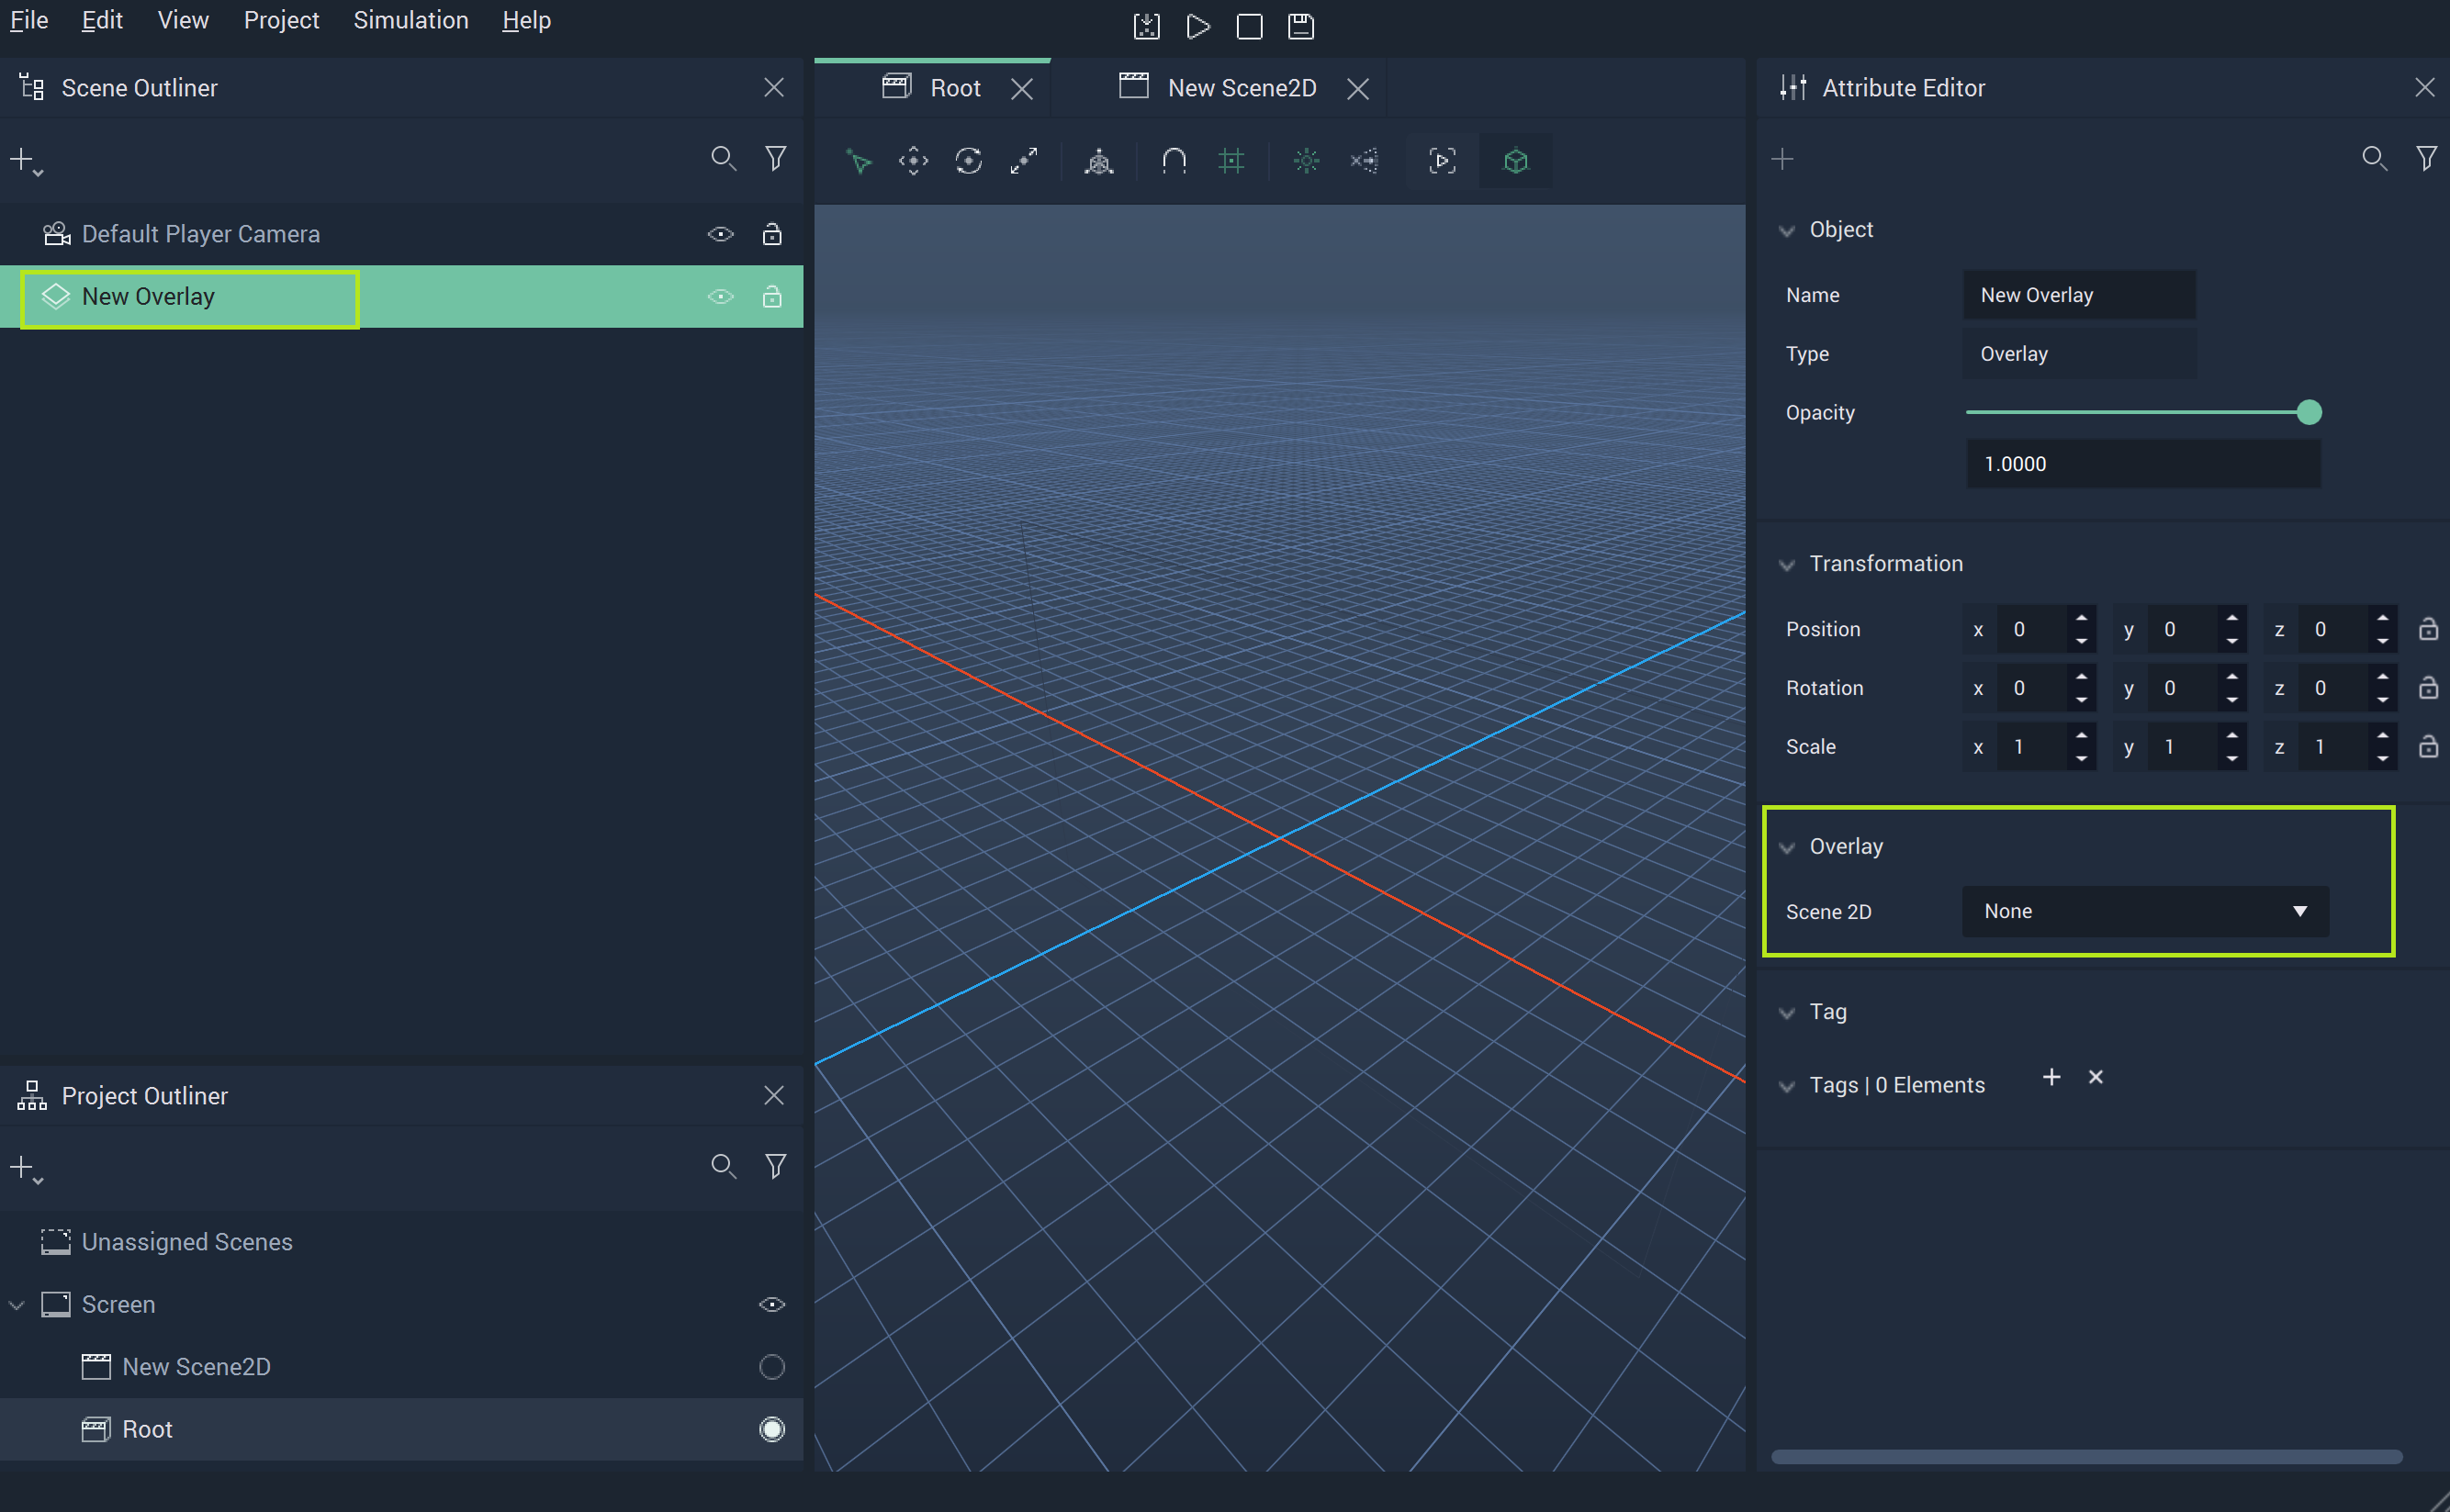 File Edit View Project Simulation Help
Scene Outliner
Default Player Camera
New Overlay
Project Outliner
Unassigned Scenes
Screen
New Scene2D
Root
Root New Scene2D
Attribute Editor
Object
Name New Overlay
Type Overlay
Opacity
1.0000
Transformation
Position x 0 y 0 z 0
Rotation x 0 y 0 z 0
Scale x 1 y 1 z 1
Overlay
Scene 2D None
Tag
Tags | 0 Elements